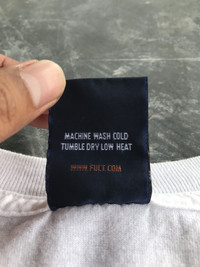 MACHINE WASH COLD
TUMBLE DRY LOW HEAT
WWW.FUCT.COM